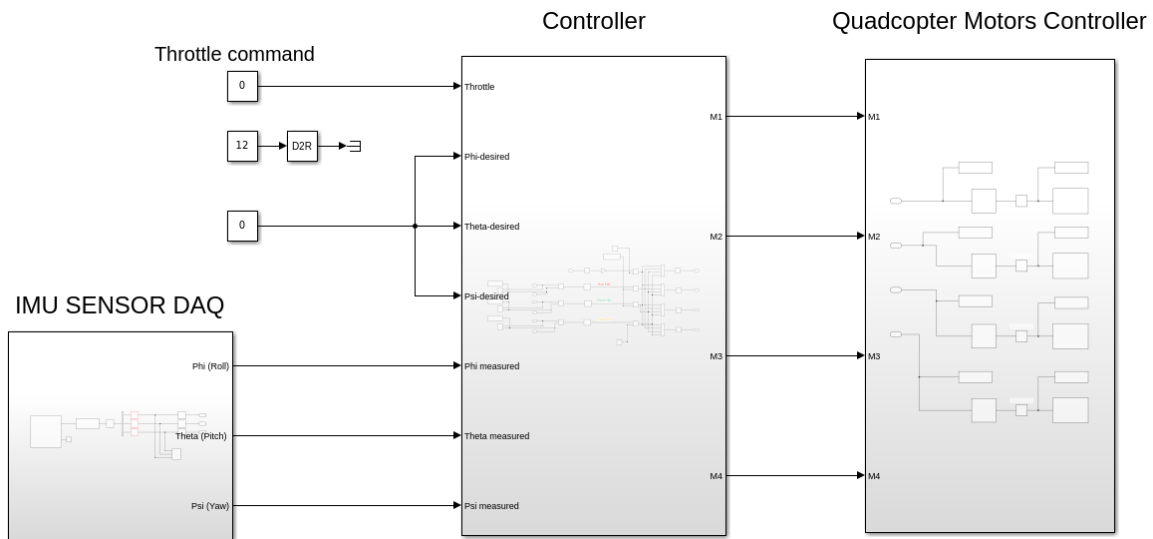 Controller
Quadcopter Motors Controller
Throttle command
0
Throttle
M1
M1
12
D2R
Phi-desired
0
Theta-desired
M2
M2
Psi-desired
IMU SENSOR DAQ
Phi (Roll)
Phi measured
M3
M3
Theta (Pitch)
Theta measured
M4
M4
Psi (Yaw)
Psi measured